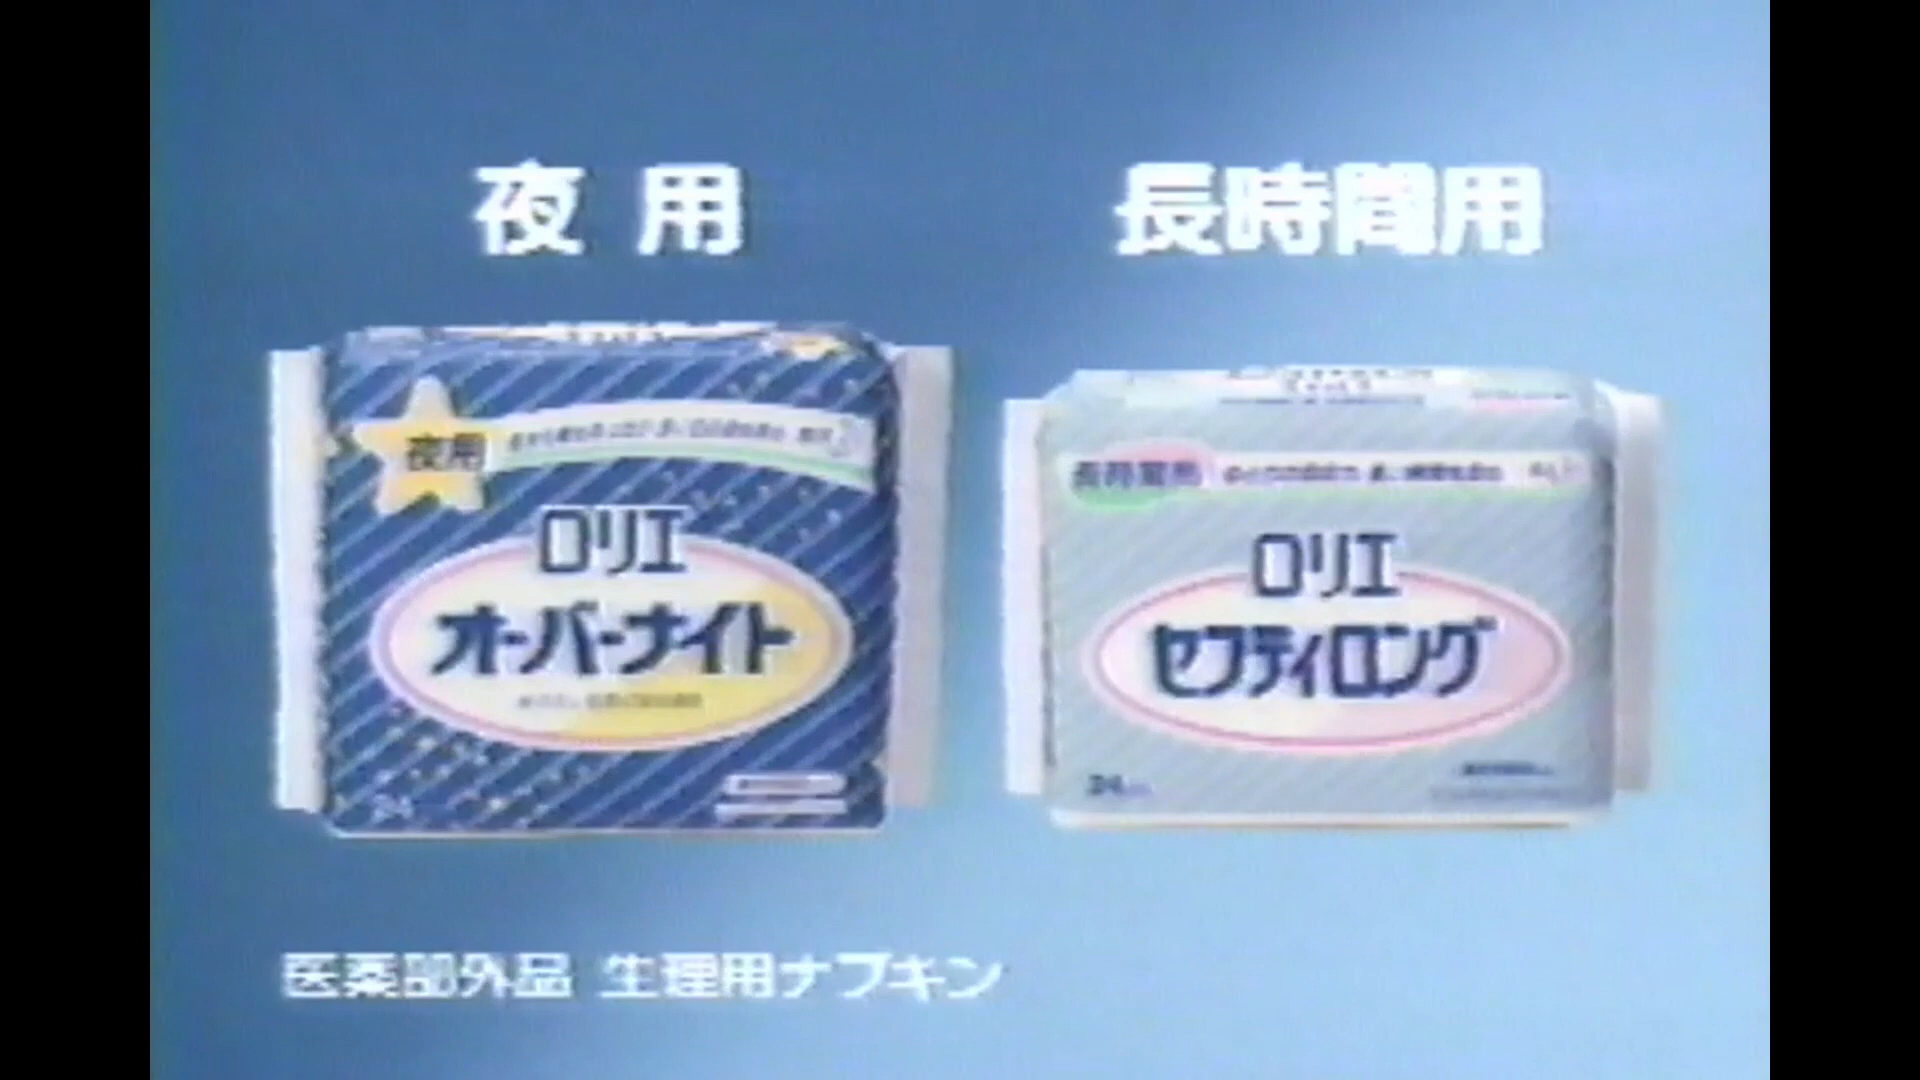 夜用
長時間用
夜用
ロリエ
オーバーナイト
24
長時間用
ロリエ
セフティロング
24
医薬部外品 生理用ナプキン